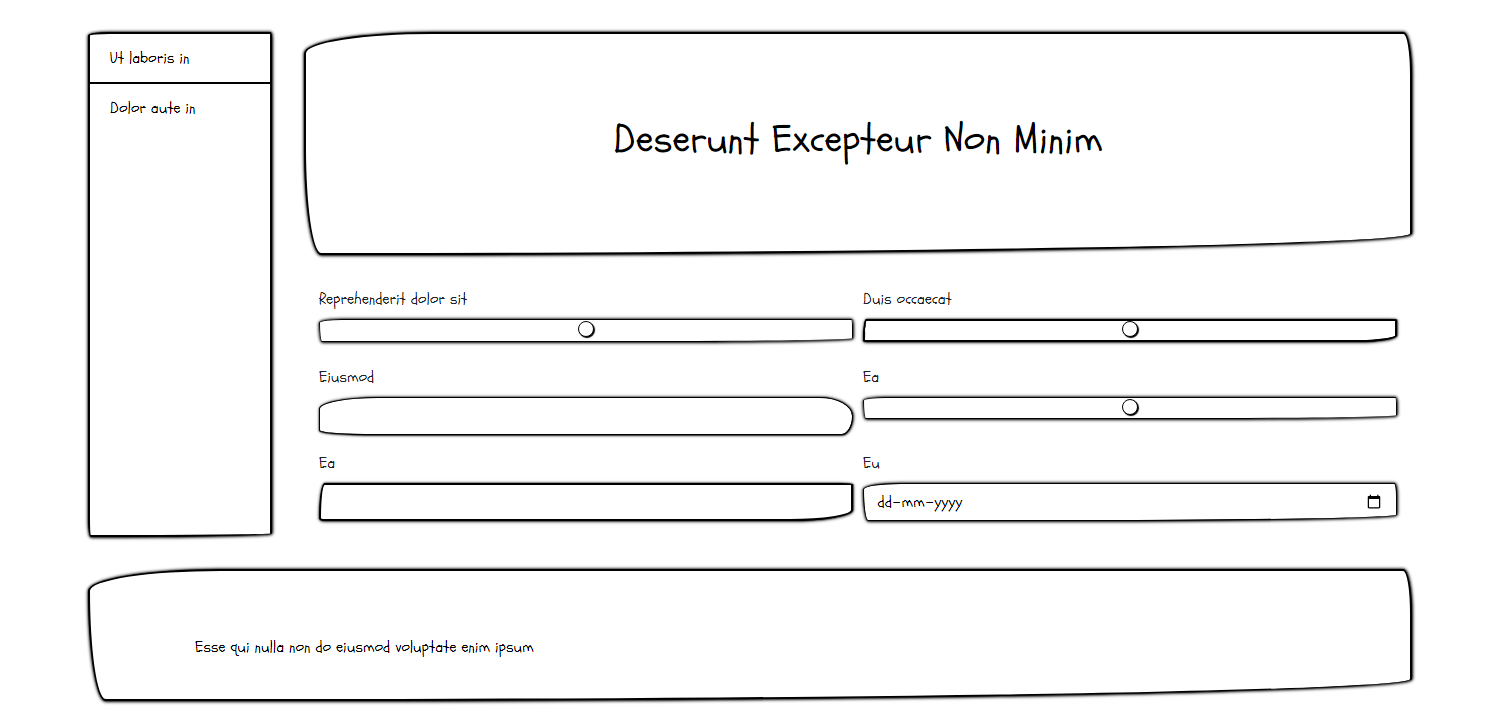 Ut laboris in
Dolor aute in
Deserunt Excepteur Non Minim
Reprehenderit dolor sit
Duis occaecat
Eiusmod
Ea
Ea
Eu
dd-mm-yyyy
Esse qui nulla non do eiusmod voluptate enim ipsum